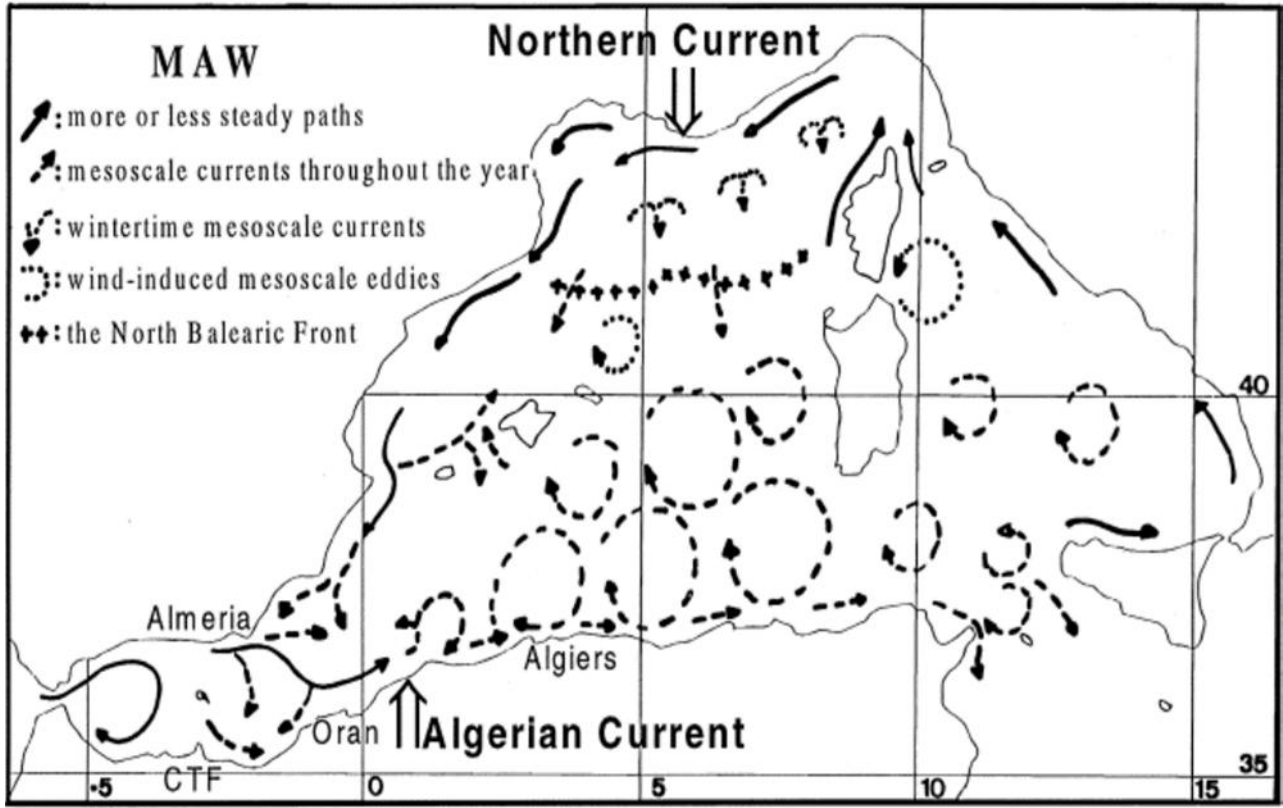 Northern Current
MAW
: more or less steady paths
: mesoscale currents throughout the year
: wintertime mesoscale currents
: wind-induced mesoscale eddies
: the North Balearic Front
40
Almeria
Algiers
Oran
Algerian Current
CTF
-5
0
5
10
15
35